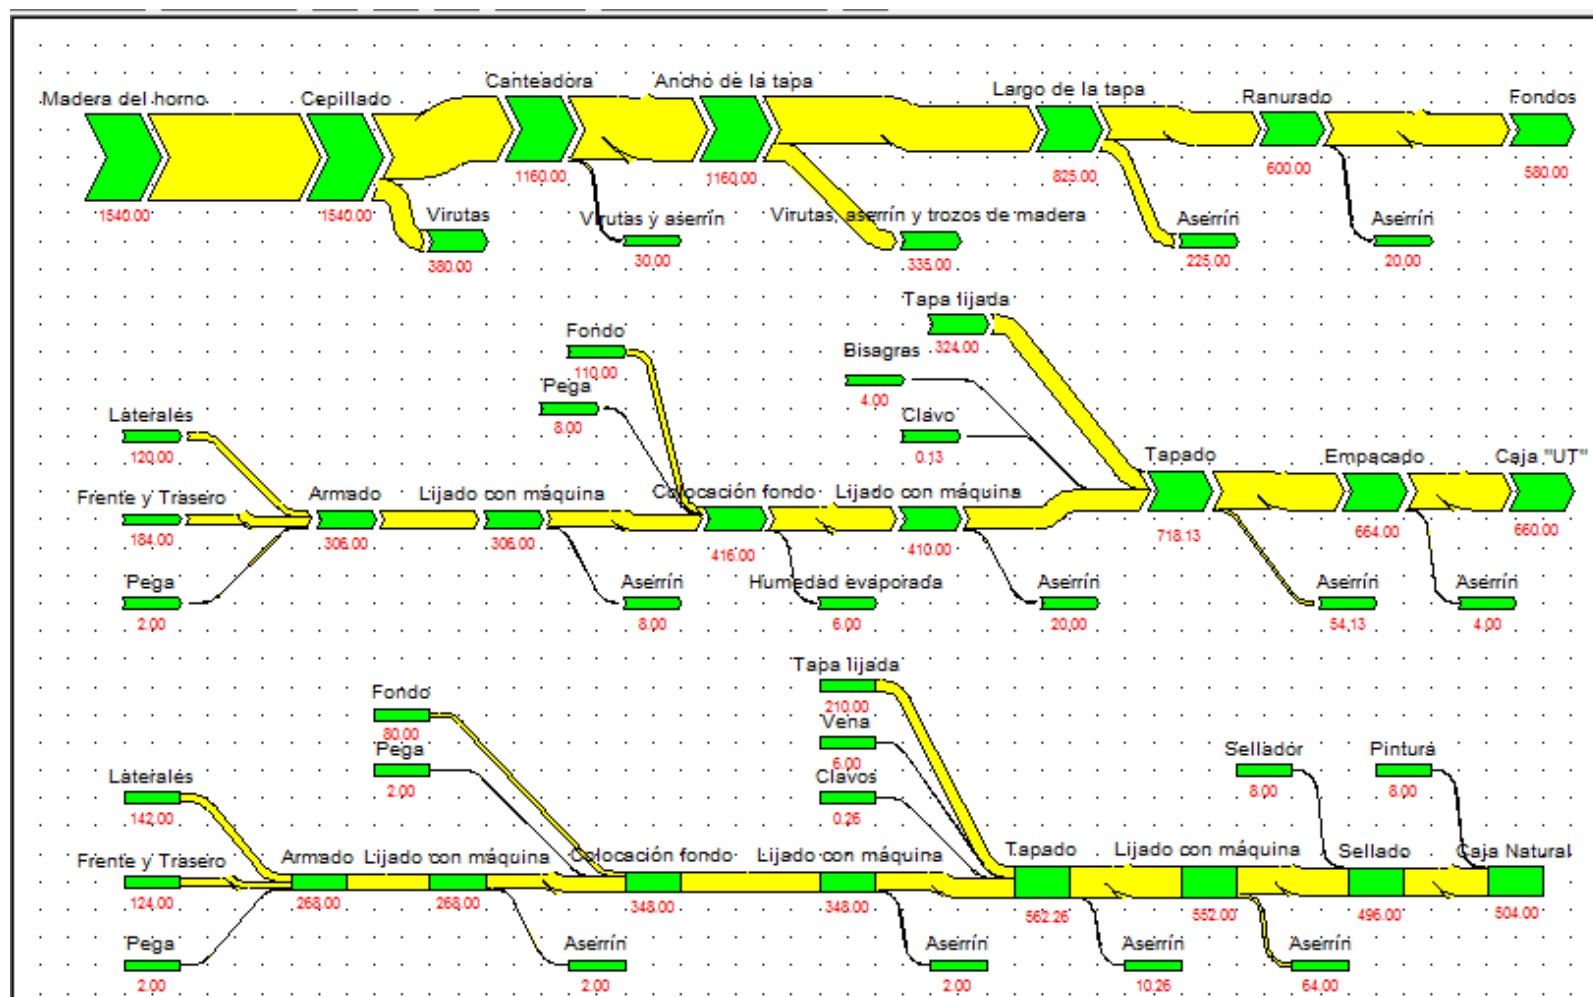 Canteadora
Ancho de la tapa
Madera del horno
Cepillado
Largo de la tapa
Ranurado
Fondos
1540.00
1540.00
1160.00
1160.00
825.00
600.00
580.00
Virutas
Virutas y aserrín
Virutas, aserrín y trozos de madera
Aserrín
Aserrín
380.00
30.00
335.00
225.00
20.00
Tapa lijada
324.00
Fondo
110.00
Bisagras
4.00
Pega
8.00
Clavo
0.13
Laterales
120.00
Frente y Trasero
Armado
Lijado con máquina
Colocación fondo
Lijado con máquina
Tapado
Empacado
Caja "UT"
184.00
306.00
306.00
416.00
410.00
718.13
664.00
660.00
Pega
Aserrín
Humedad evaporada
Aserrín
Aserrín
Aserrín
2.00
8.00
6.00
20.00
54.13
4.00
Tapa lijada
210.00
Fondo
80.00
Vena
6.00
Pega
2.00
Clavos
0.26
Sellador
8.00
Pintura
8.00
Laterales
142.00
Frente y Trasero
Armado
Lijado con máquina
Colocación fondo
Lijado con máquina
Tapado
Lijado con máquina
Sellado
Caja Natural
124.00
268.00
268.00
348.00
348.00
562.26
552.00
496.00
504.00
Pega
Aserrín
Aserrín
Aserrín
Aserrín
2.00
2.00
2.00
10.26
64.00